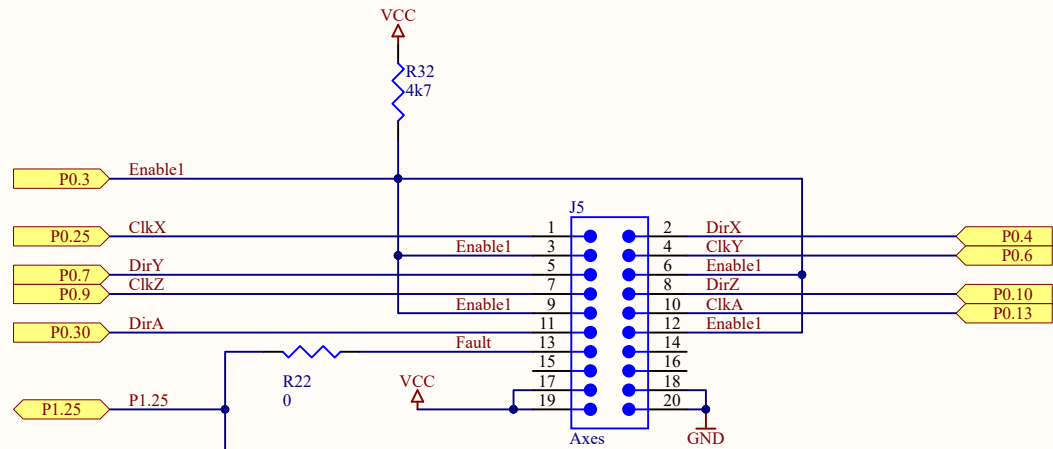 VCC
R32
4k7
P0.3 Enable1
J5
P0.25 ClkX 1 2 DirX P0.4
Enable1 3 4 ClkY P0.6
P0.7 DirY 5 6 Enable1
P0.9 ClkZ 7 8 DirZ P0.10
Enable1 9 10 ClkA P0.13
P0.30 DirA 11 12 Enable1
Fault 13 14
15 16
R22
0
VCC
17 18
P1.25 P1.25 19 20
Axes
GND